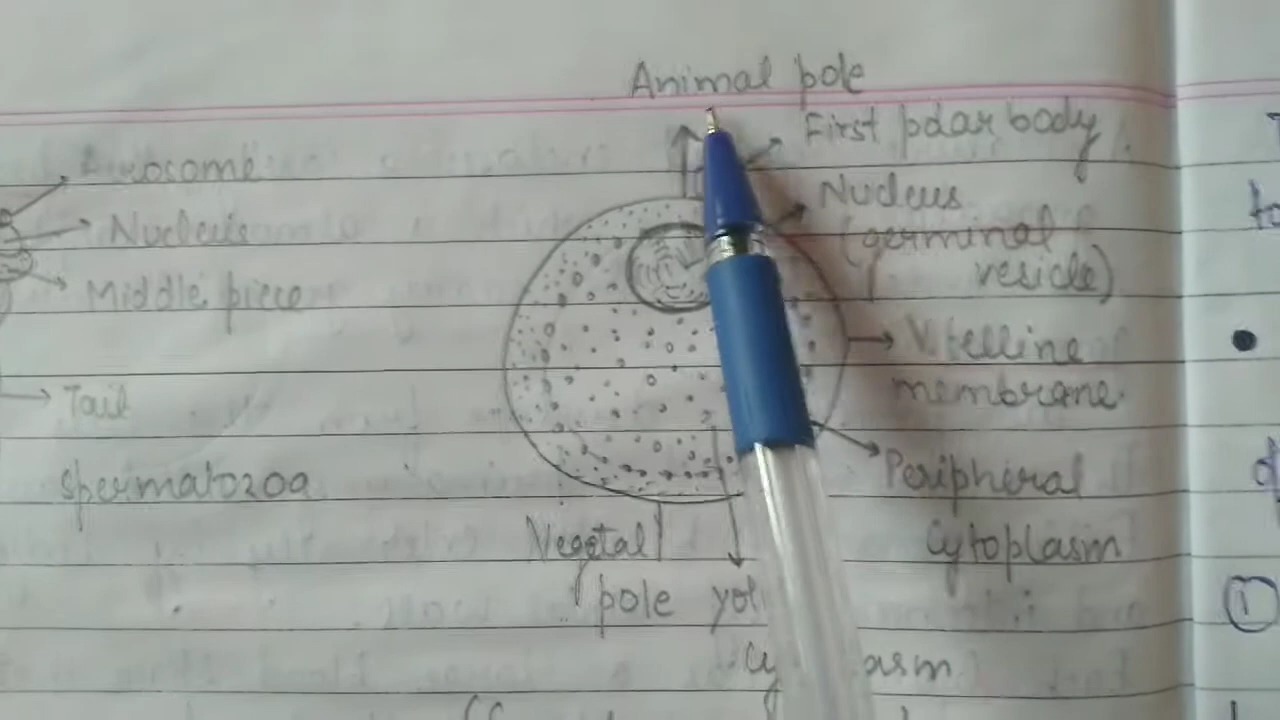 Animal pole
First polar body
Nucleus
(germinal
vesicle)
Nucleus
Middle piece
Vitelline
membrane
Tail
Peripheral
cytoplasm
spermatozoa
Vegetal
pole
1